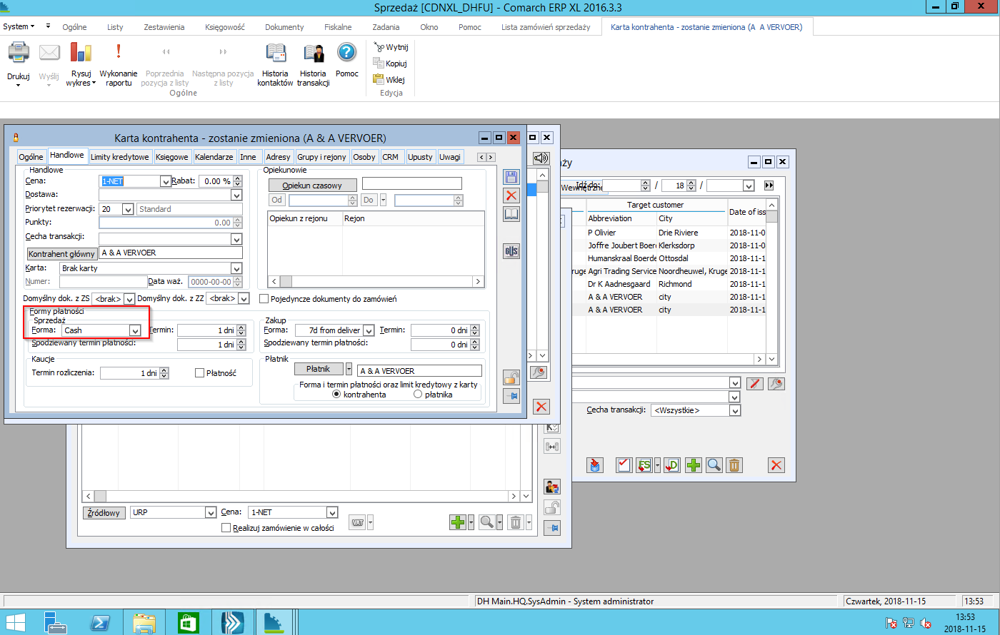 Sprzedaż [CDNXL_DHFU] - Comarch ERP XL 2016.3.3
System
Ogólne
Listy
Zestawienia
Księgowość
Dokumenty
Fiskalne
Zadania
Okno
Pomoc
Lista zamówień sprzedaży
Karta kontrahenta - zostanie zmieniona (A A VERVOER)
Drukuj
Wyślij
Rysuj wykres
Wykonanie raportu
Poprzednia pozycja z listy
Następna pozycja z listy
Historia kontaktów
Historia transakcji
Pomoc
Wytnij
Kopiuj
Wklej
Ogólne
Edycja
Karta kontrahenta - zostanie zmieniona (A & A VERVOER)
Ogólne
Handlowe
Limity kredytowe
Księgowe
Kalendarze
Inne
Adresy
Grupy i rejony
Osoby
CRM
Upusty
Uwagi
Handlowe
Cena: 1-NET Rabat: 0.00 %
Dostawa:
Priorytet rezerwacji: 20 Standard
Punkty: 0.00
Cecha transakcji:
Kontrahent główny A & A VERVOER
Karta: Brak karty
Numer: Data waż. 0000-00-00
Domyślny dok. z ZS <brak> Domyślny dok. z ZZ <brak>
Opiekunowie
Opiekun czasowy
Od Do
Opiekun z rejonu Rejon
Pojedyncze dokumenty do zamówień
Formy płatności
Sprzedaż
Forma: Cash Termin: 1 dni
Spodziewany termin płatności: 1 dni
Zakup
Forma: 7d from deliver Termin: 0 dni
Spodziewany termin płatności: 0 dni
Kaucje
Termin rozliczenia: 1 dni Płatność
Płatnik
Płatnik A & A VERVOER
Forma i termin płatności oraz limit kredytowy z karty
kontrahenta płatnika
GUS
Źródłowy URP Cena: 1-NET
Realizuj zamówienie w całości
VAT
Wewnętrzne Idź do: / 18 /
Target customer
Abbreviation City Date of iss
P Olivier Drie Riviere 2018-11-0
Joffre Joubert Boer Klerksdorp 2018-11-0
Humanskraal Boerde Ottosdal 2018-11-1
Kruge Agri Trading Service Noordheuwel, Kruge 2018-11-1
Dr K Aadnesgaard Richmond 2018-11-1
A & A VERVOER city 2018-11-1
A & A VERVOER city 2018-11-1
Cecha transakcji: <Wszystkie>
FS
D
DH Main.HQ.SysAdmin - System administrator
Czwartek, 2018-11-15
13:53
13:53
2018-11-15